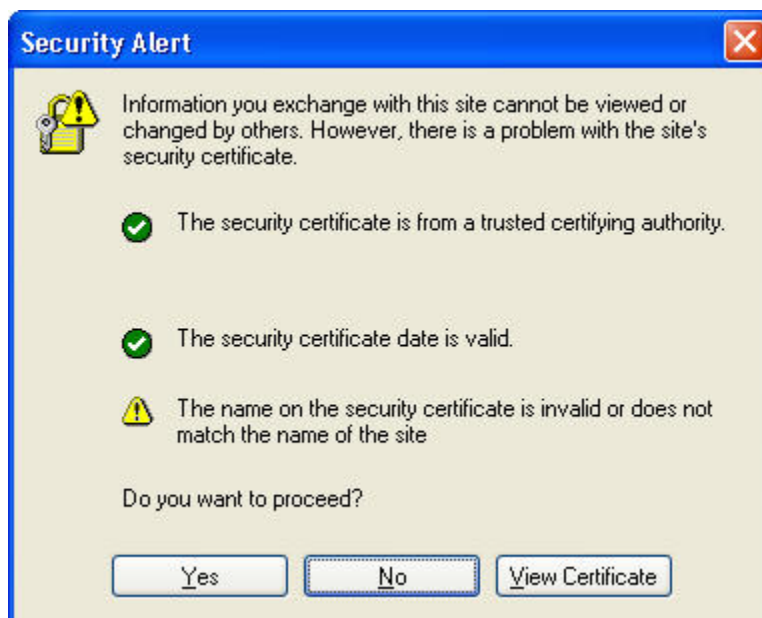 Security Alert
Information you exchange with this site cannot be viewed or
changed by others. However, there is a problem with the site's
security certificate.
The security certificate is from a trusted certifying authority.
The security certificate date is valid.
The name on the security certificate is invalid or does not
match the name of the site
Do you want to proceed?
Yes
No
View Certificate